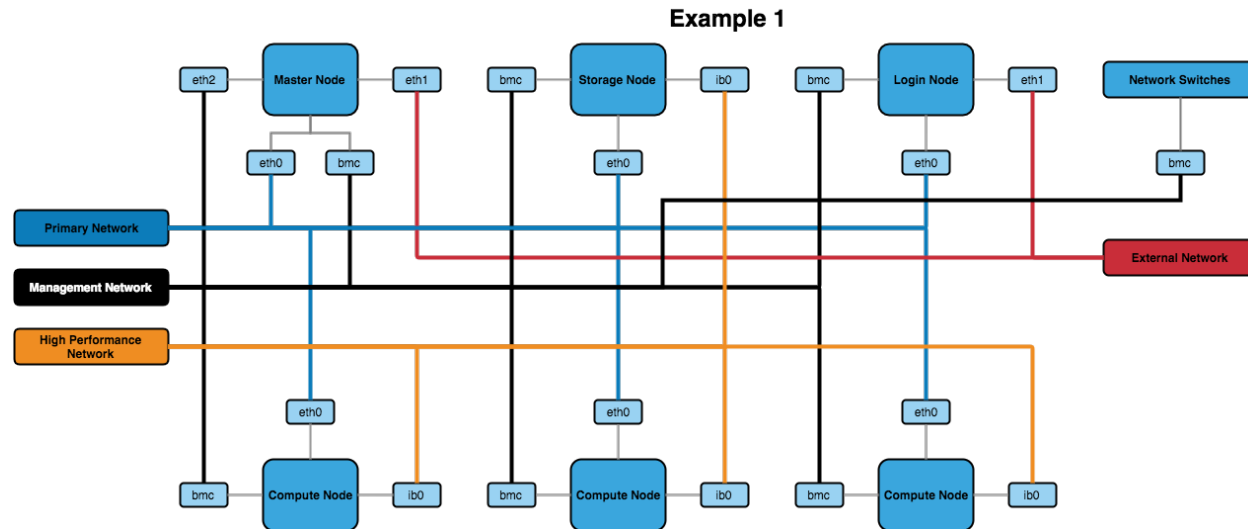 Example 1
eth2
Master Node
eth1
bmc
Storage Node
ib0
bmc
Login Node
eth1
Network Switches
eth0
bmc
eth0
eth0
bmc
Primary Network
External Network
Management Network
High Performance
Network
eth0
eth0
eth0
bmc
Compute Node
ib0
bmc
Compute Node
ib0
bmc
Compute Node
ib0